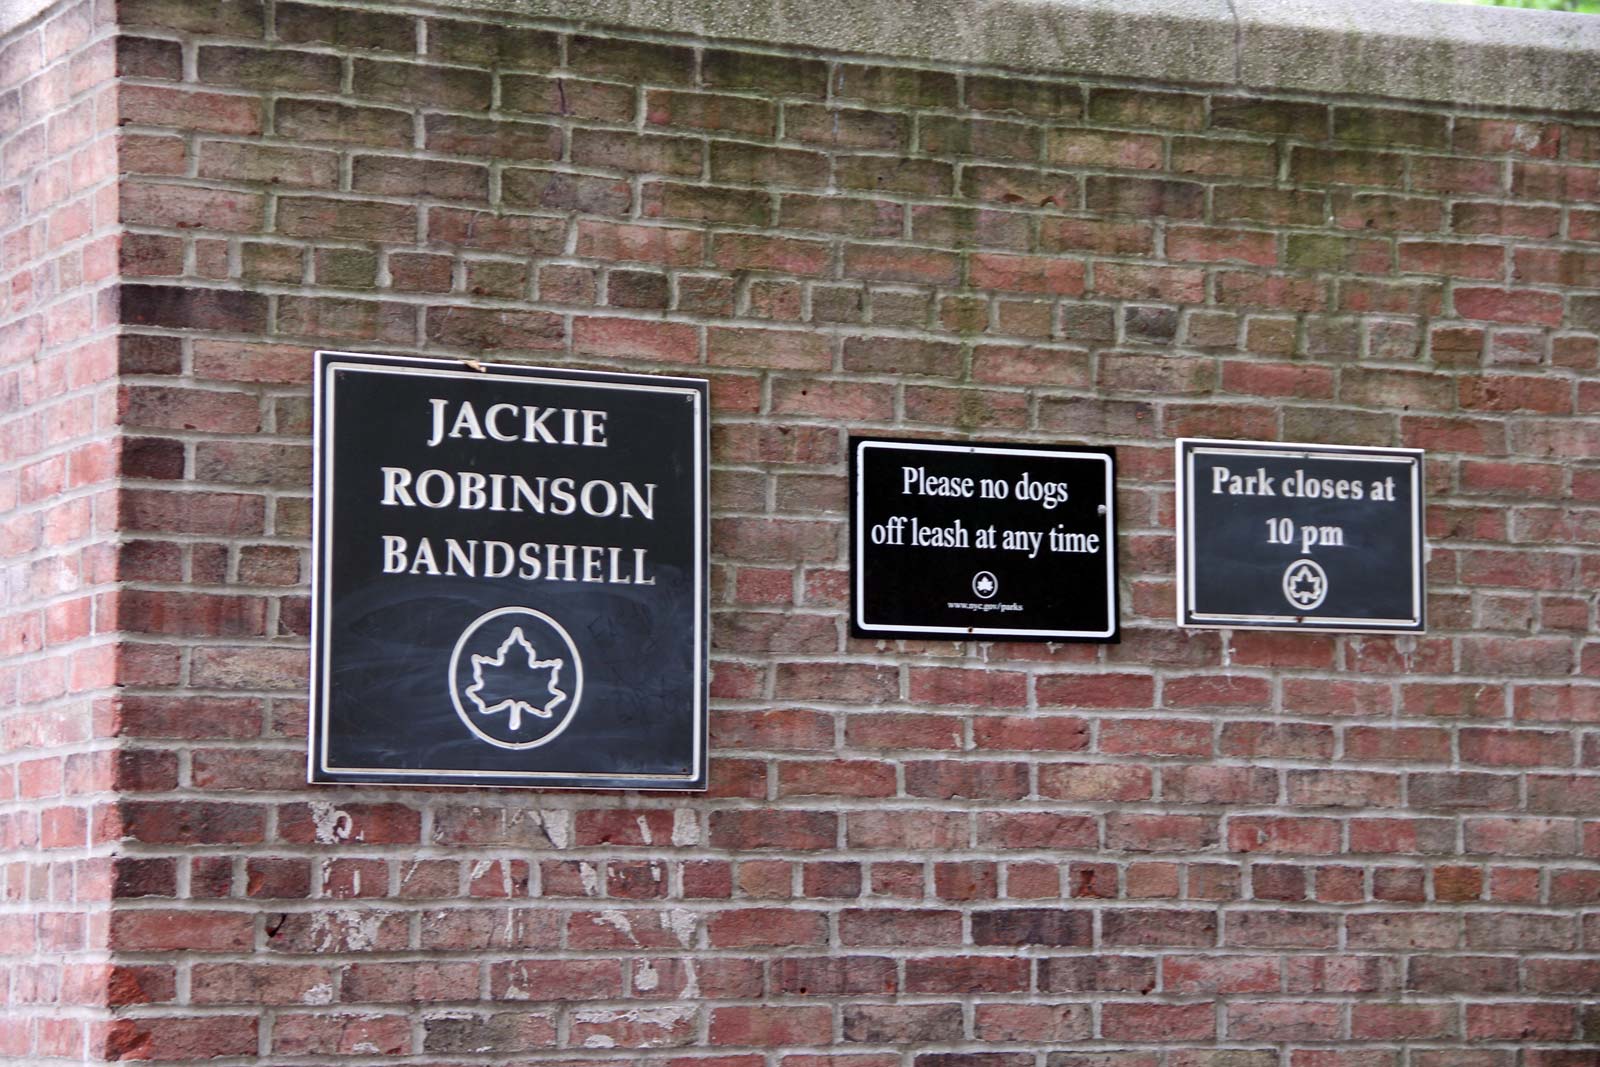 JACKIE
ROBINSON
BANDSHELL
Please no dogs
off leash at any time
www.nyc.gov/parks
Park closes at
10 pm